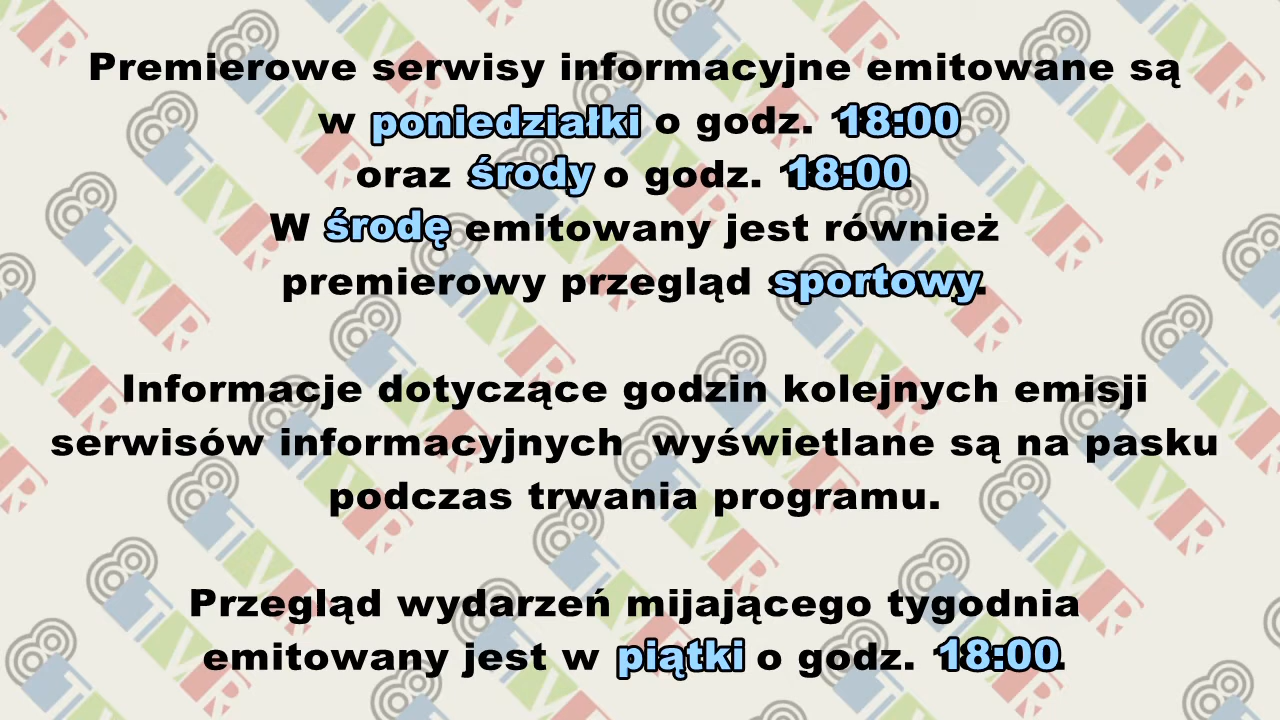 Premierowe serwisy informacyjne emitowane są
w poniedziałki o godz. 18:00
oraz środy o godz. 18:00.
W środę emitowany jest również
premierowy przegląd sportowy.
Informacje dotyczące godzin kolejnych emisji
serwisów informacyjnych wyświetlane są na pasku
podczas trwania programu.
Przegląd wydarzeń mijającego tygodnia
emitowany jest w piątki o godz. 18:00.